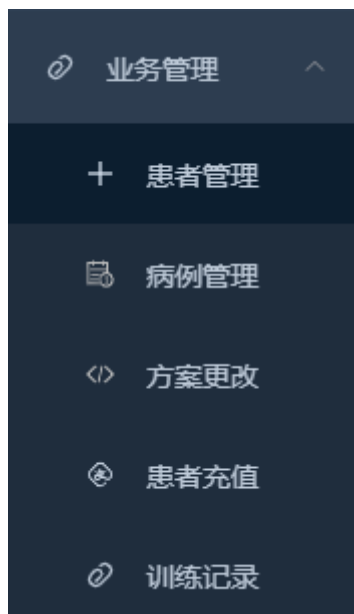 业务管理
患者管理
病例管理
方案更改
患者充值
训练记录